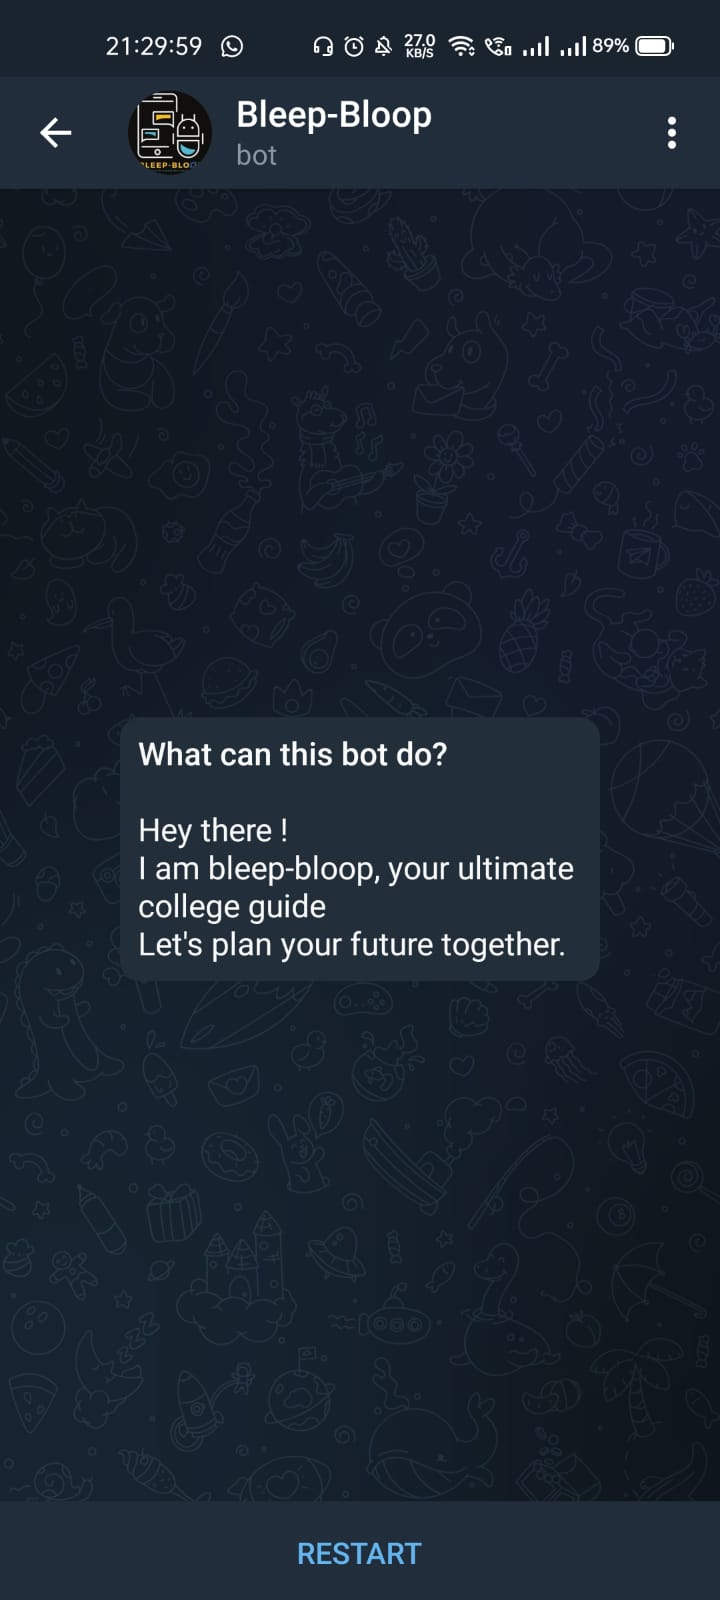 21:29:59
27.0
KB/S
89%
Bleep-Bloop
bot
What can this bot do?
Hey there !
I am bleep-bloop, your ultimate
college guide
Let's plan your future together.
RESTART